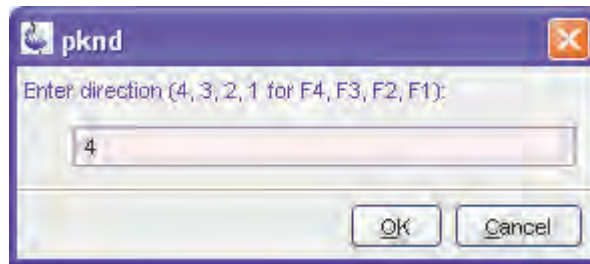 pknd
Enter direction (4, 3, 2, 1 for F4, F3, F2, F1):
4
OK Cancel